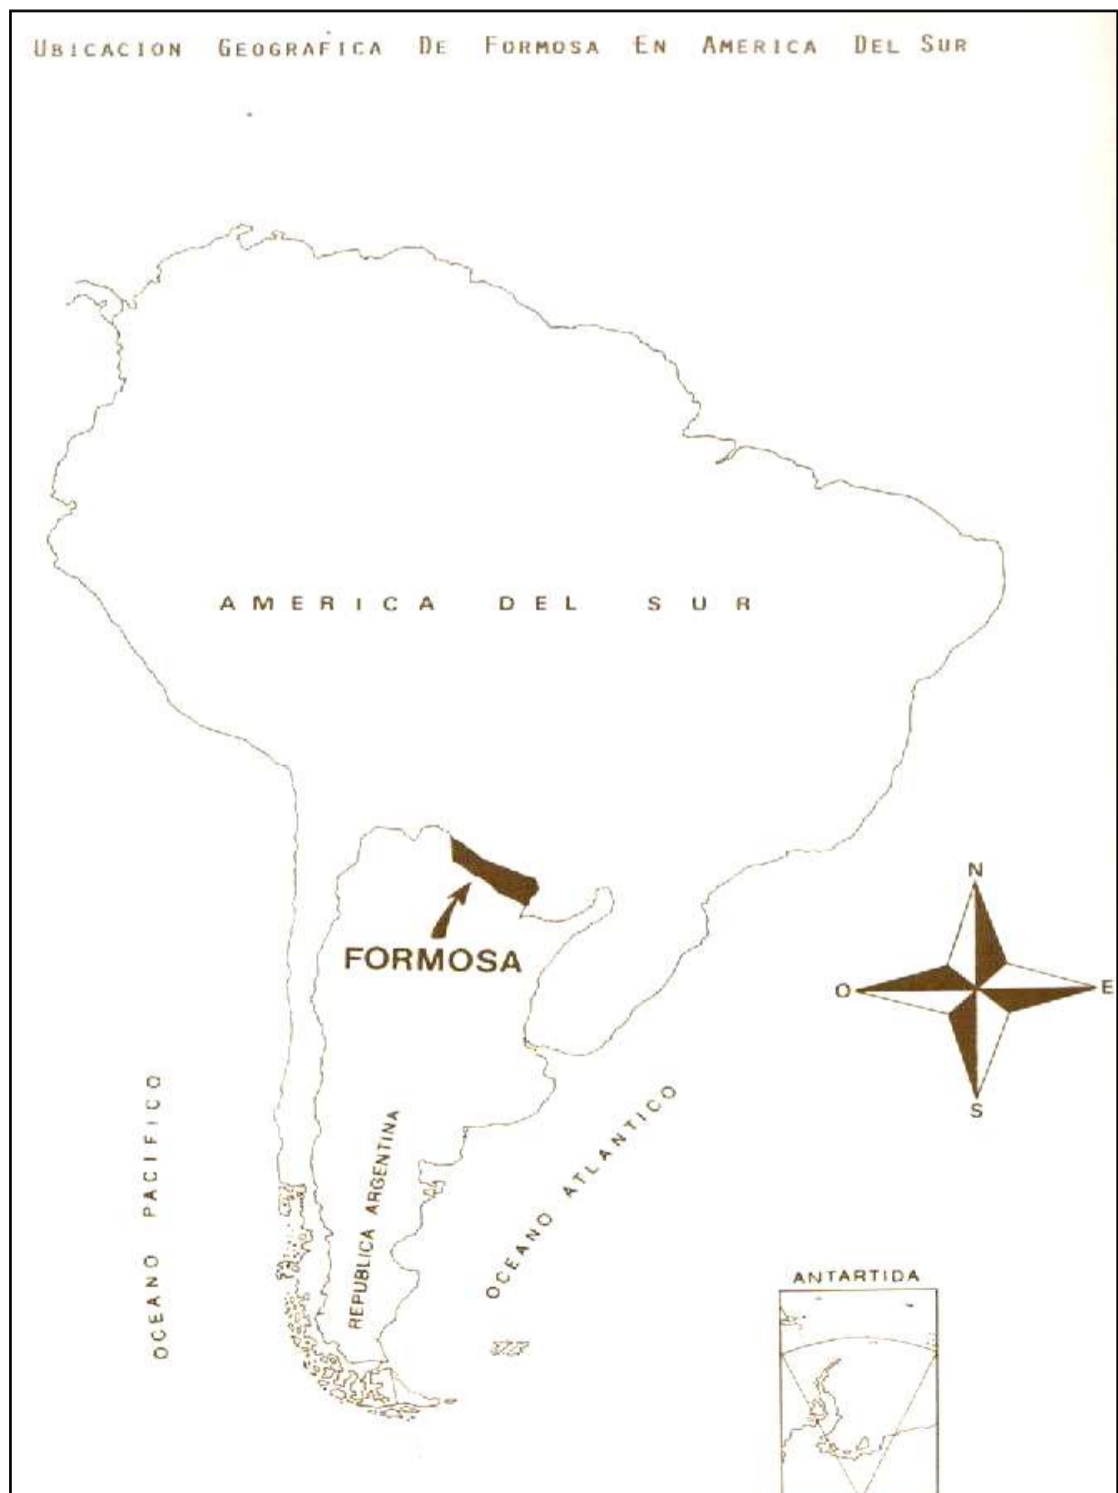 UBICACION GEOGRAFICA DE FORMOSA EN AMERICA DEL SUR
AMERICA DEL SUR
FORMOSA
N
O
E
S
OCEANO PACIFICO
REPUBLICA ARGENTINA
OCEANO ATLANTICO
ANTARTIDA